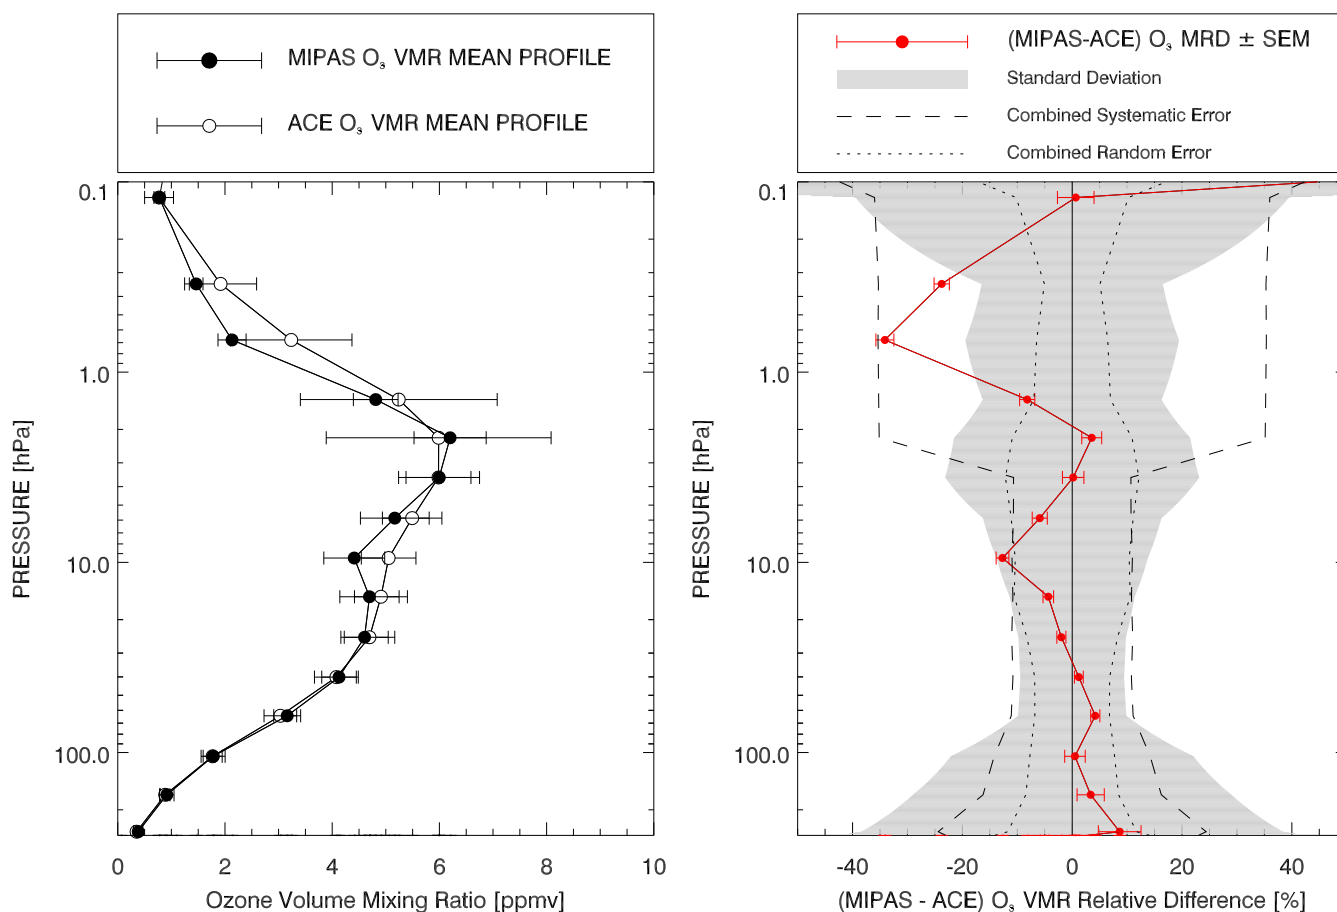 MIPAS O₃ VMR MEAN PROFILE
ACE O₃ VMR MEAN PROFILE
0.1
1.0
10.0
100.0
PRESSURE [hPa]
0 2 4 6 8 10
Ozone Volume Mixing Ratio [ppmv]
(MIPAS-ACE) O₃ MRD ± SEM
Standard Deviation
Combined Systematic Error
Combined Random Error
0.1
1.0
10.0
100.0
PRESSURE [hPa]
-40 -20 0 20 40
(MIPAS - ACE) O₃ VMR Relative Difference [%]